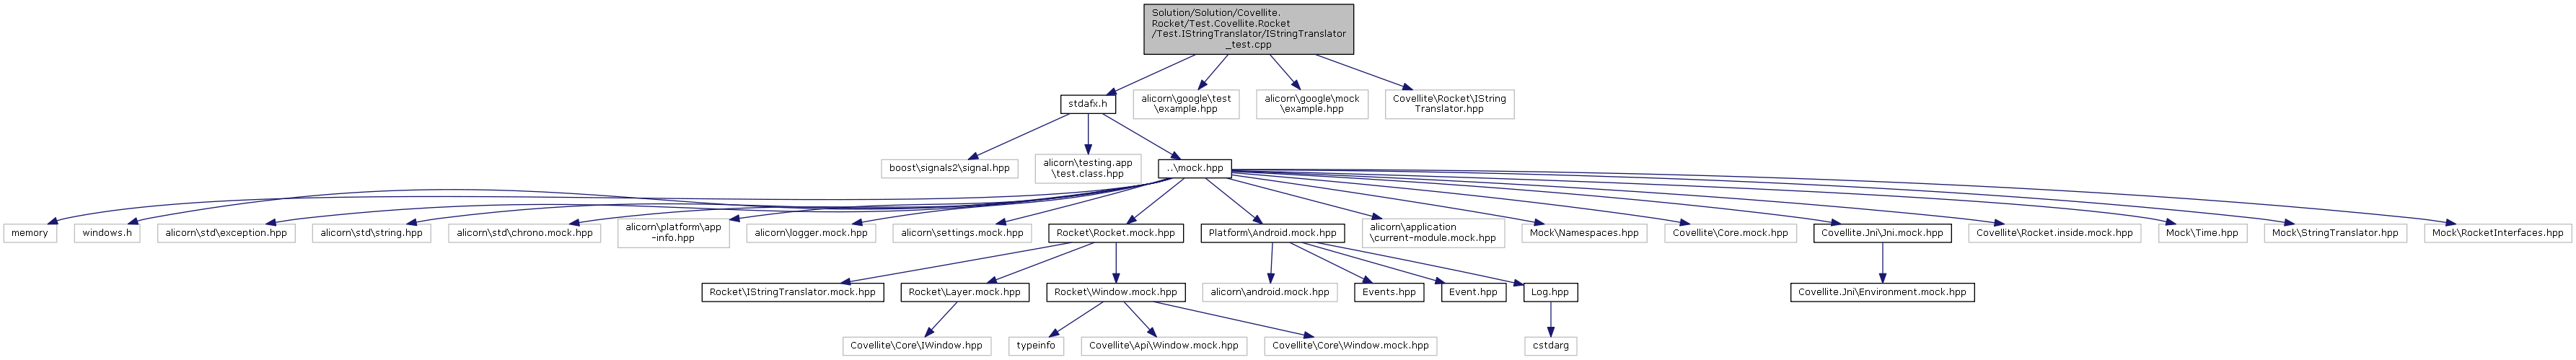 Solution/Solution/Covellite.
Rocket/Test.Covellite.Rocket
/Test.IStringTranslator/IStringTranslator
_test.cpp
stdafx.h
alicorn\google\test
\example.hpp
alicorn\google\mock
\example.hpp
Covellite\Rocket\IString
Translator.hpp
boost\signals2\signal.hpp
alicorn\testing.app
\test.class.hpp
..\mock.hpp
memory
windows.h
alicorn\std\exception.hpp
alicorn\std\string.hpp
alicorn\std\chrono.mock.hpp
alicorn\platform\app
-info.hpp
alicorn\logger.mock.hpp
alicorn\settings.mock.hpp
Rocket\Rocket.mock.hpp
Platform\Android.mock.hpp
alicorn\application
\current-module.mock.hpp
Mock\Namespaces.hpp
Covellite\Core.mock.hpp
Covellite.Jni\Jni.mock.hpp
Covellite\Rocket.inside.mock.hpp
Mock\Time.hpp
Mock\StringTranslator.hpp
Mock\RocketInterfaces.hpp
Rocket\IStringTranslator.mock.hpp
Rocket\Layer.mock.hpp
Rocket\Window.mock.hpp
alicorn\android.mock.hpp
Events.hpp
Event.hpp
Log.hpp
Covellite.Jni\Environment.mock.hpp
Covellite\Core\IWindow.hpp
typeinfo
Covellite\Api\Window.mock.hpp
Covellite\Core\Window.mock.hpp
cstdarg